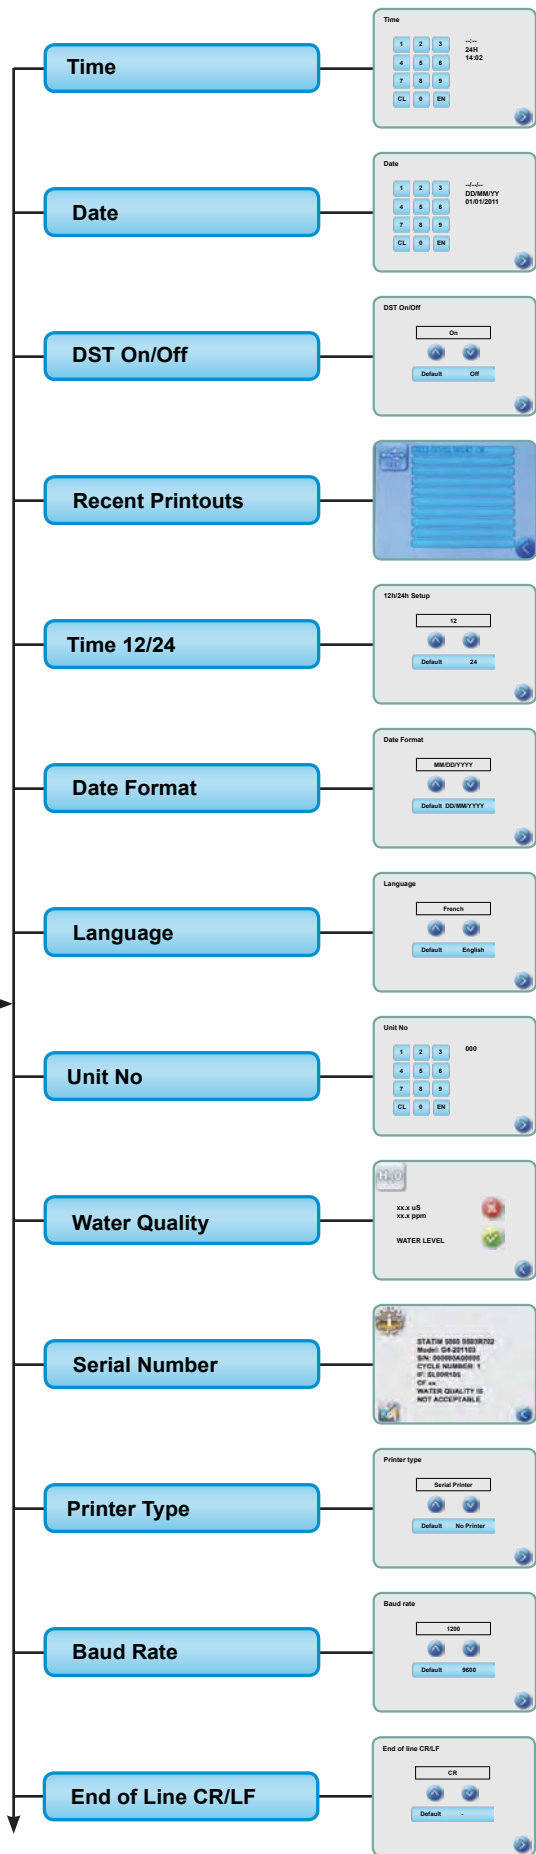 Time
Time
1 2 3
--:--
24H
14:02
4 5 6
7 8 9
CL 0 EN
Date
Date
1 2 3
--/--/--
DD/MM/YY
01/01/2011
4 5 6
7 8 9
CL 0 EN
DST On/Off
DST On/Off
On
Default Off
Recent Printouts
Time 12/24
12h/24h Setup
12
Default 24
Date Format
Date Format
MM/DD/YYYY
Default DD/MM/YYYY
Language
Language
French
Default English
Unit No
Unit No
1 2 3
000
4 5 6
7 8 9
CL 0 EN
Water Quality
H₂O
xx.x uS
xx.x ppm
WATER LEVEL
Serial Number
STATIM 5000 S505R702
Model: G4-201103
S/N: 000000A00000
CYCLE NUMBER: 1
IF: SL00R105
CF xx
WATER QUALITY IS
NOT ACCEPTABLE
Printer Type
Printer type
Serial Printer
Default No Printer
Baud Rate
Baud rate
1200
Default 9600
End of Line CR/LF
End of line CR/LF
CR
Default -